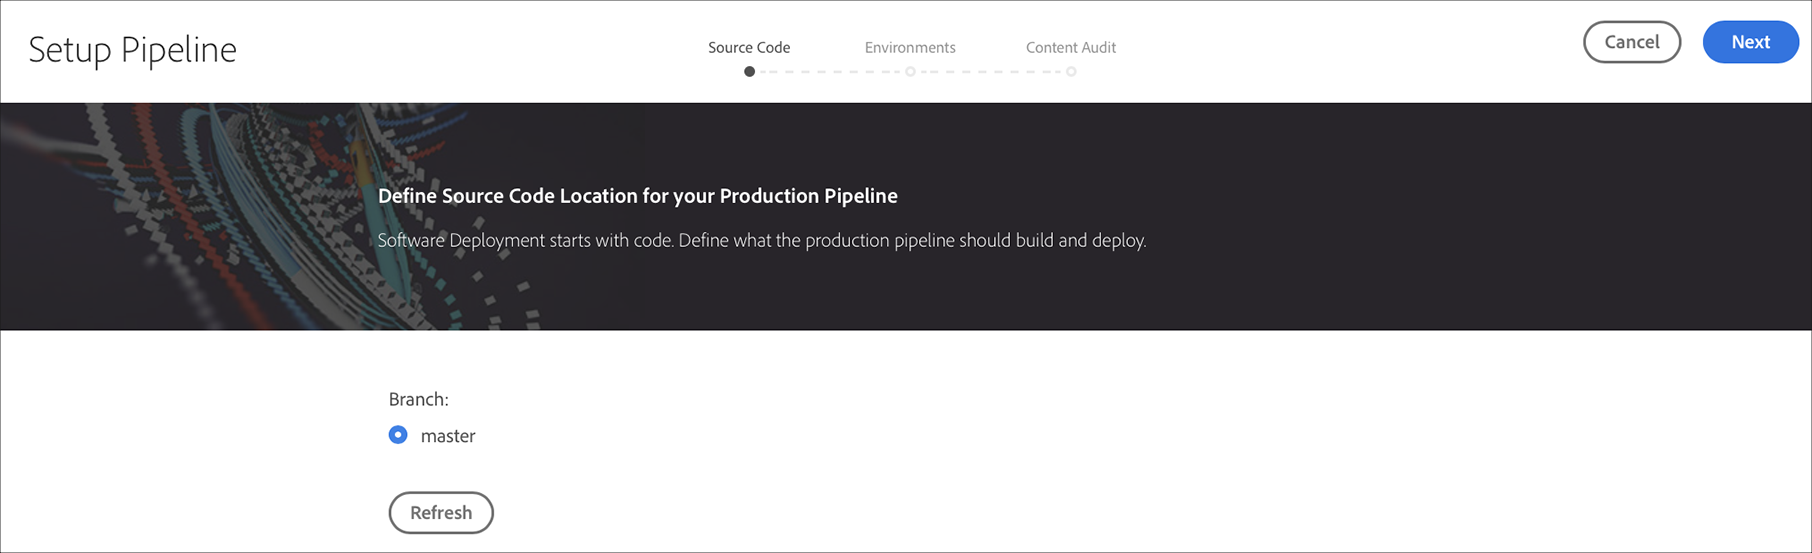 Setup Pipeline
Source Code
Environments
Content Audit
Cancel
Next
Define Source Code Location for your Production Pipeline
Software Deployment starts with code. Define what the production pipeline should build and deploy.
Branch:
master
Refresh